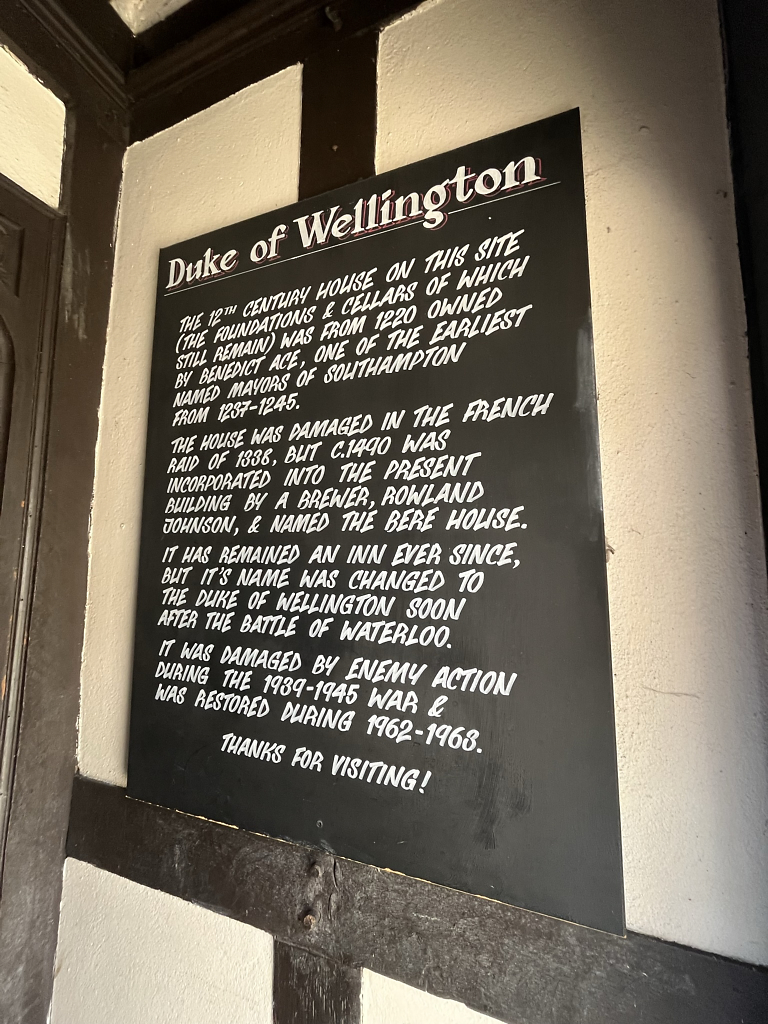 Duke of Wellington
THE 12TH CENTURY HOUSE ON THIS SITE
(THE FOUNDATIONS & CELLARS OF WHICH
STILL REMAIN) WAS FROM 1220 OWNED
BY BENEDICT ACE, ONE OF THE EARLIEST
NAMED MAYORS OF SOUTHAMPTON
FROM 1237-1245.
THE HOUSE WAS DAMAGED IN THE FRENCH
RAID OF 1338, BUT C.1490 WAS
INCORPORATED INTO THE PRESENT
BUILDING BY A BREWER, ROWLAND
JOHNSON, & NAMED THE BERE HOUSE.
IT HAS REMAINED AN INN EVER SINCE,
BUT IT'S NAME WAS CHANGED TO
THE DUKE OF WELLINGTON SOON
AFTER THE BATTLE OF WATERLOO.
IT WAS DAMAGED BY ENEMY ACTION
DURING THE 1939-1945 WAR &
WAS RESTORED DURING 1962-1963.
THANKS FOR VISITING!